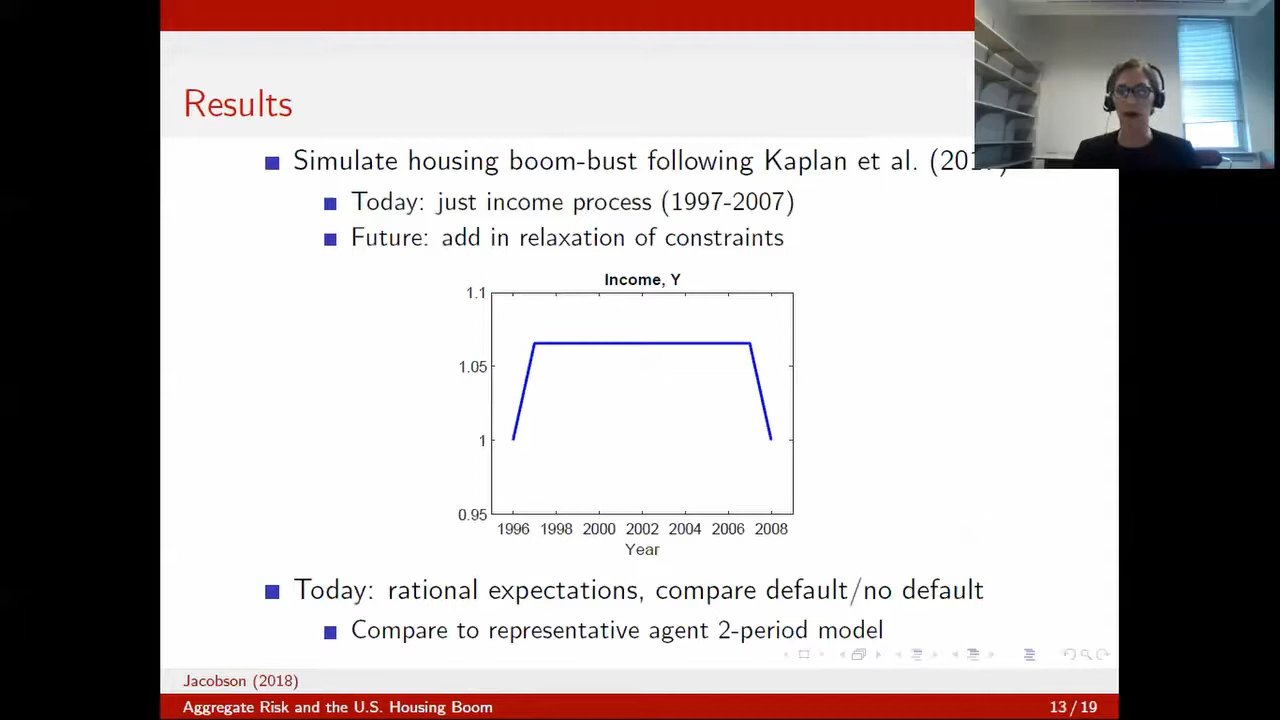 Results
Simulate housing boom-bust following Kaplan et al.
Today: just income process (1997-2007)
Future: add in relaxation of constraints
Income, Y
1.1
1.05
1
0.95
1996 1998 2000 2002 2004 2006 2008
Year
Today: rational expectations, compare default/no default
Compare to representative agent 2-period model
Jacobson (2018)
Aggregate Risk and the U.S. Housing Boom 13 / 19